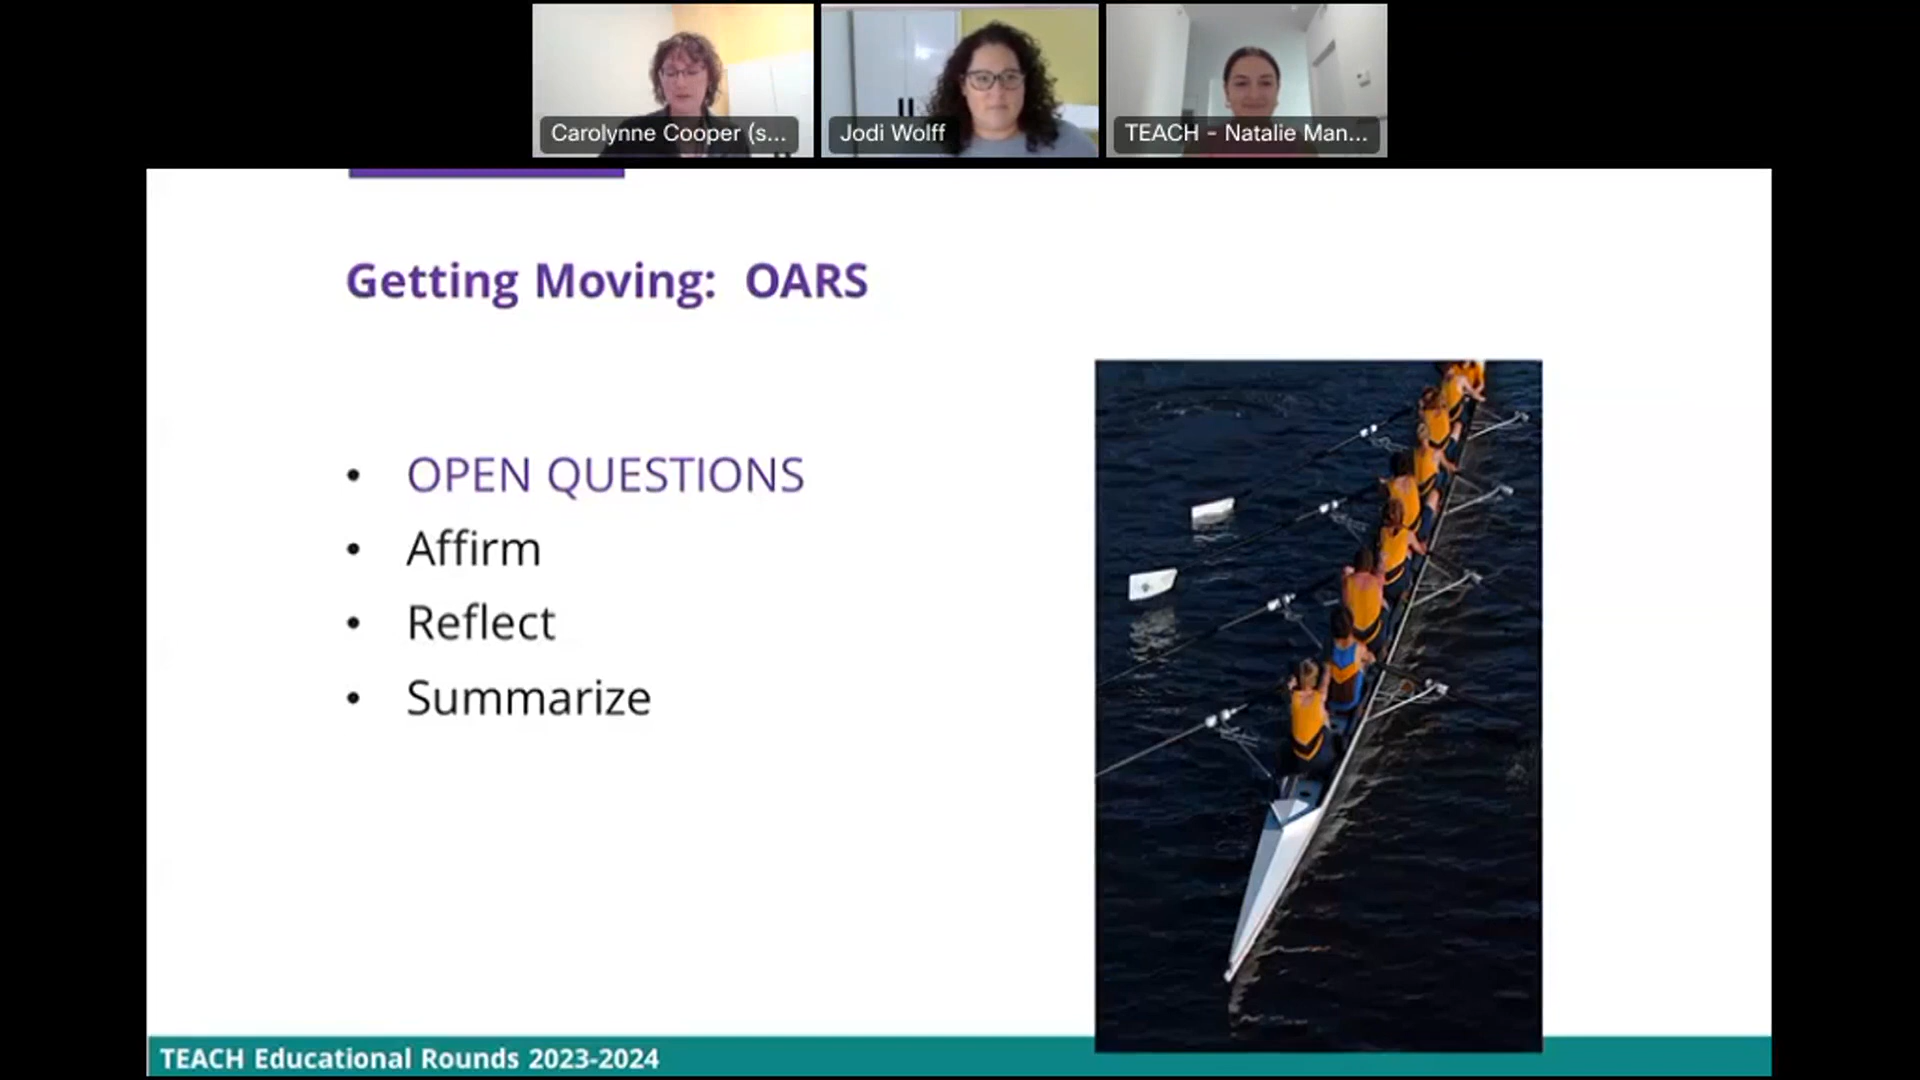 Carolynne Cooper (s...
Jodi Wolff
TEACH - Natalie Man...
Getting Moving: OARS
• OPEN QUESTIONS
• Affirm
• Reflect
• Summarize
TEACH Educational Rounds 2023-2024